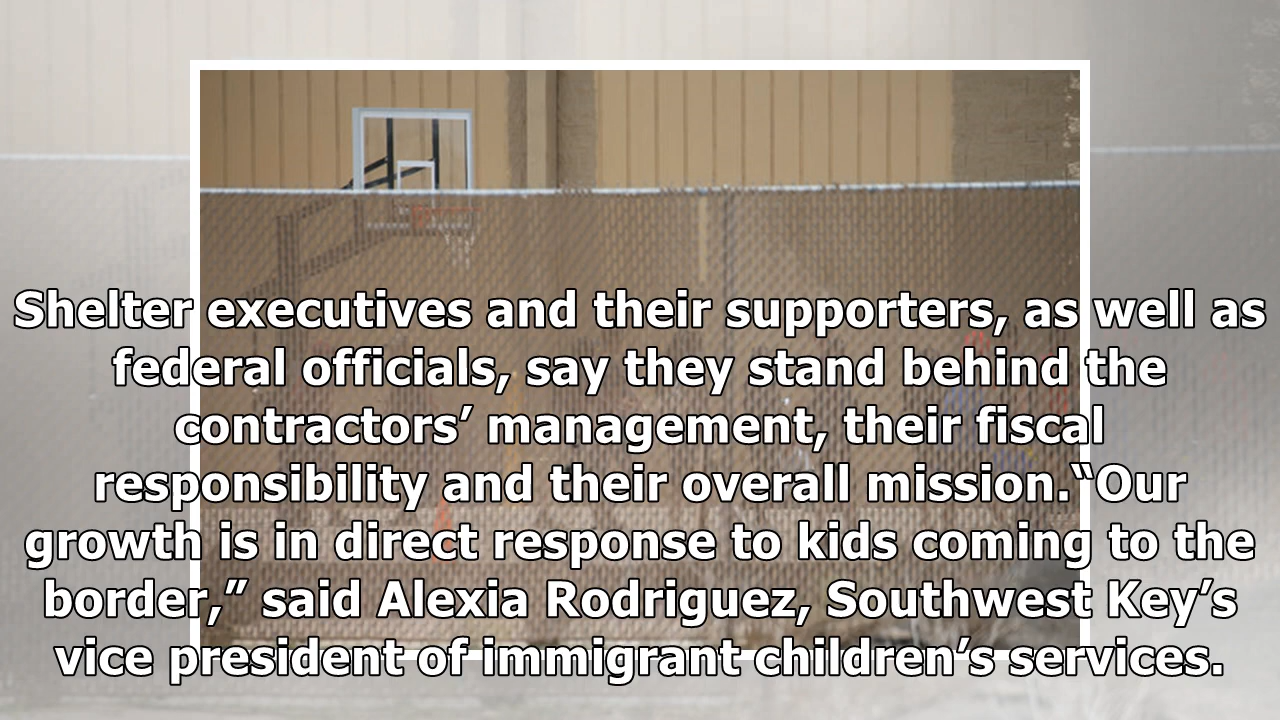 Shelter executives and their supporters, as well as
federal officials, say they stand behind the
contractors’ management, their fiscal
responsibility and their overall mission.“Our
growth is in direct response to kids coming to the
border,” said Alexia Rodriguez, Southwest Key’s
vice president of immigrant children’s services.